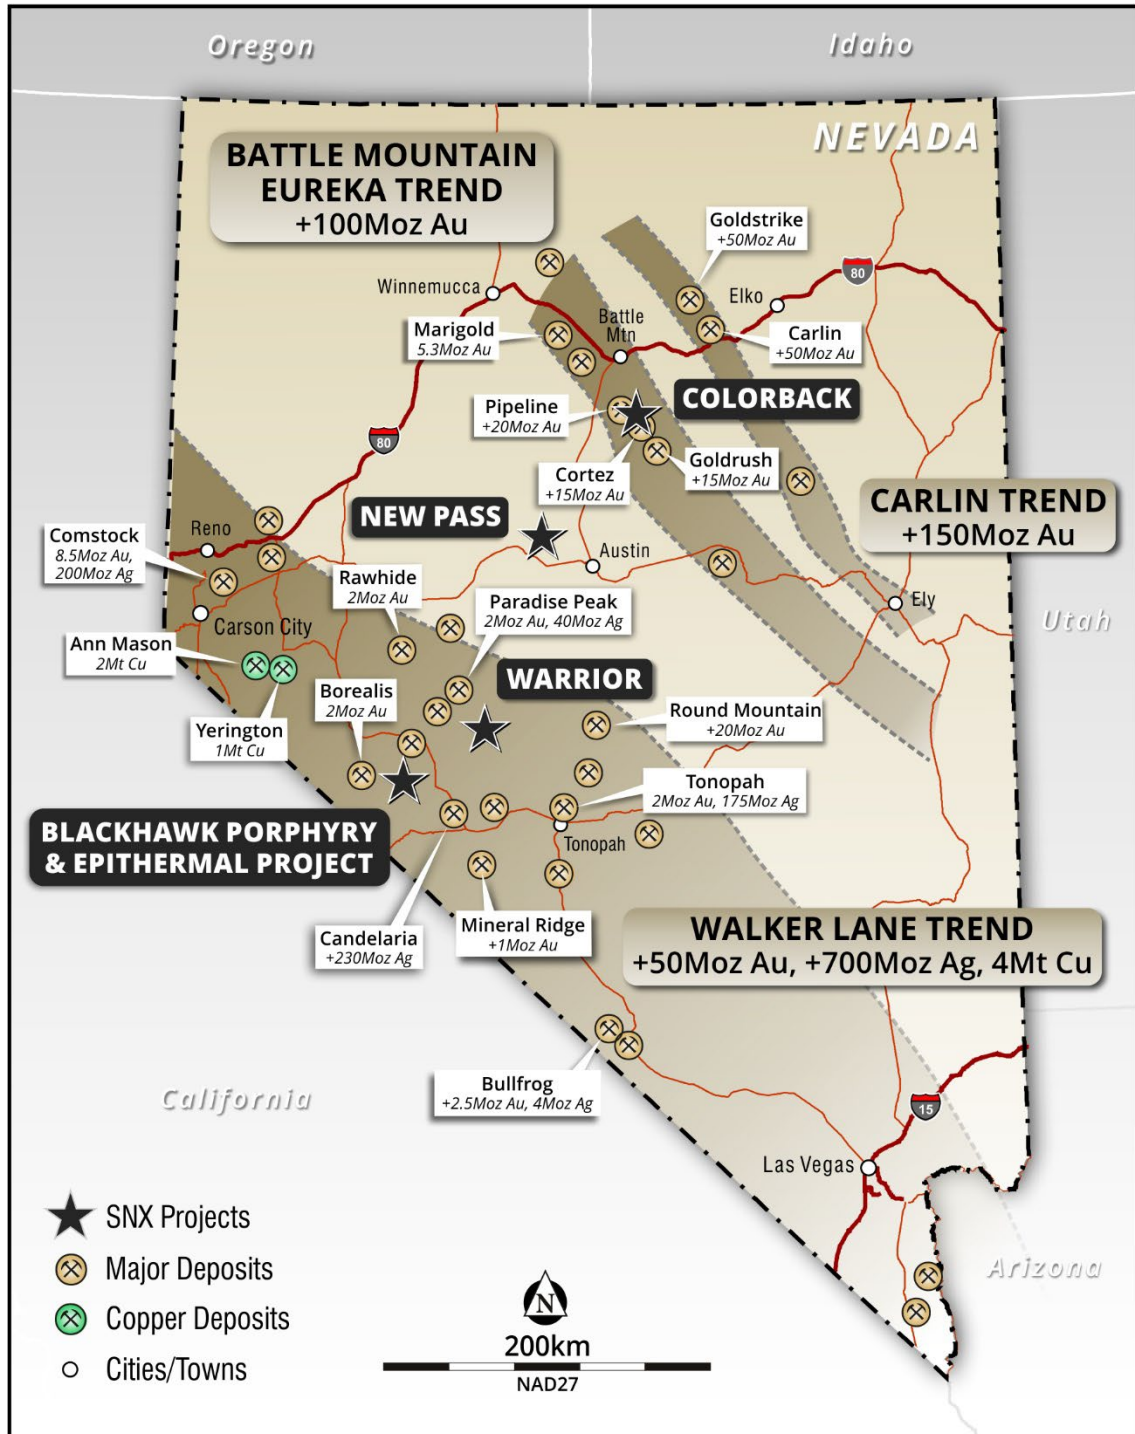 Oregon
Idaho
NEVADA
BATTLE MOUNTAIN
EUREKA TREND
+100Moz Au
Goldstrike
+50Moz Au
80
Winnemucca
Elko
Battle
Mtn
Marigold
5.3Moz Au
Carlin
+50Moz Au
COLORBACK
Pipeline
+20Moz Au
80
Cortez
+15Moz Au
Goldrush
+15Moz Au
CARLIN TREND
+150Moz Au
NEW PASS
Reno
Comstock
8.5Moz Au,
200Moz Ag
Austin
Rawhide
2Moz Au
Paradise Peak
2Moz Au, 40Moz Ag
Ely
Utah
Carson City
Ann Mason
2Mt Cu
WARRIOR
Borealis
2Moz Au
Yerington
1Mt Cu
Round Mountain
+20Moz Au
Tonopah
2Moz Au, 175Moz Ag
BLACKHAWK PORPHYRY
& EPITHERMAL PROJECT
Tonopah
Candelaria
+230Moz Ag
Mineral Ridge
+1Moz Au
WALKER LANE TREND
+50Moz Au, +700Moz Ag, 4Mt Cu
Bullfrog
+2.5Moz Au, 4Moz Ag
California
15
Las Vegas
Arizona
SNX Projects
Major Deposits
Copper Deposits
Cities/Towns
N
200km
NAD27